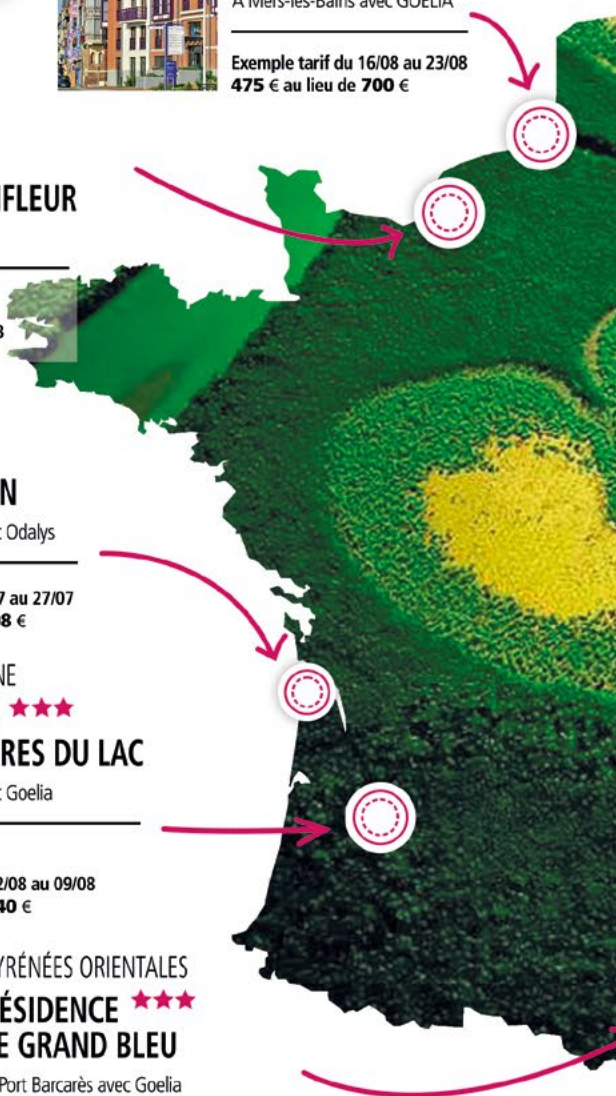 A Mers-les-Bains avec GOELIA
Exemple tarif du 16/08 au 23/08
475 € au lieu de 700 €
FLEUR
N
Odalys
7 au 27/07
8 €
NE
RES DU LAC
Goelia
2/08 au 09/08
40 €
YRÉNÉES ORIENTALES
ÉSIDENCE
E GRAND BLEU
Port Barcarès avec Goelia